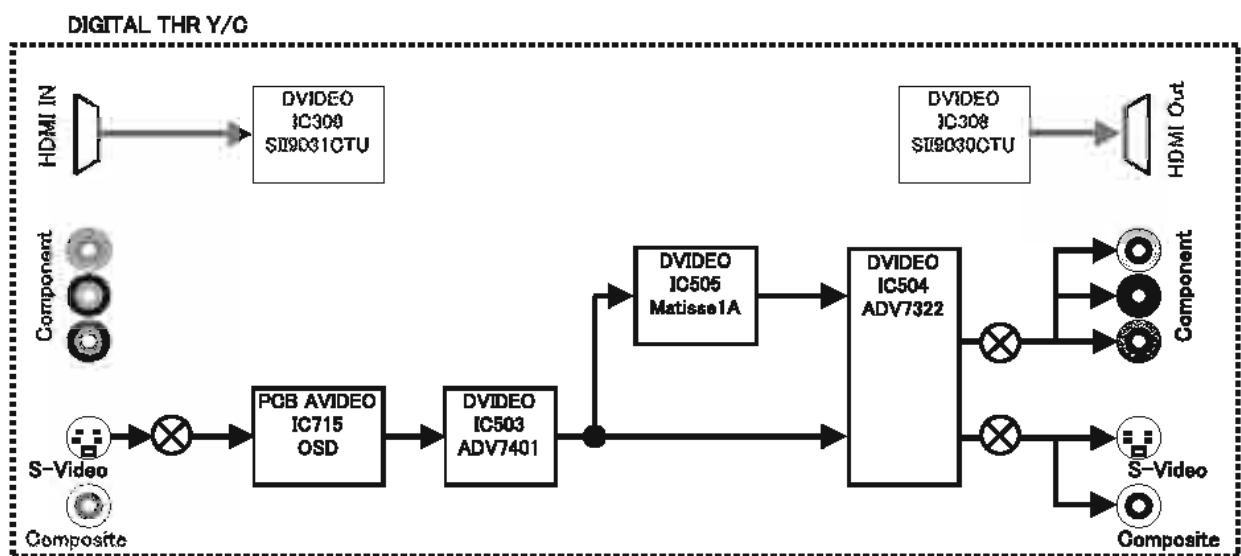 DIGITAL THR Y/C
HDMI IN
DVIDEO
IC309
SII9031CTU
DVIDEO
IC308
SII9030CTU
HDMI Out
Component
DVIDEO
IC505
Matisse1A
DVIDEO
IC504
ADV7322
Component
PCB AVIDEO
IC715
OSD
DVIDEO
IC503
ADV7401
S-Video
S-Video
Composite
Composite